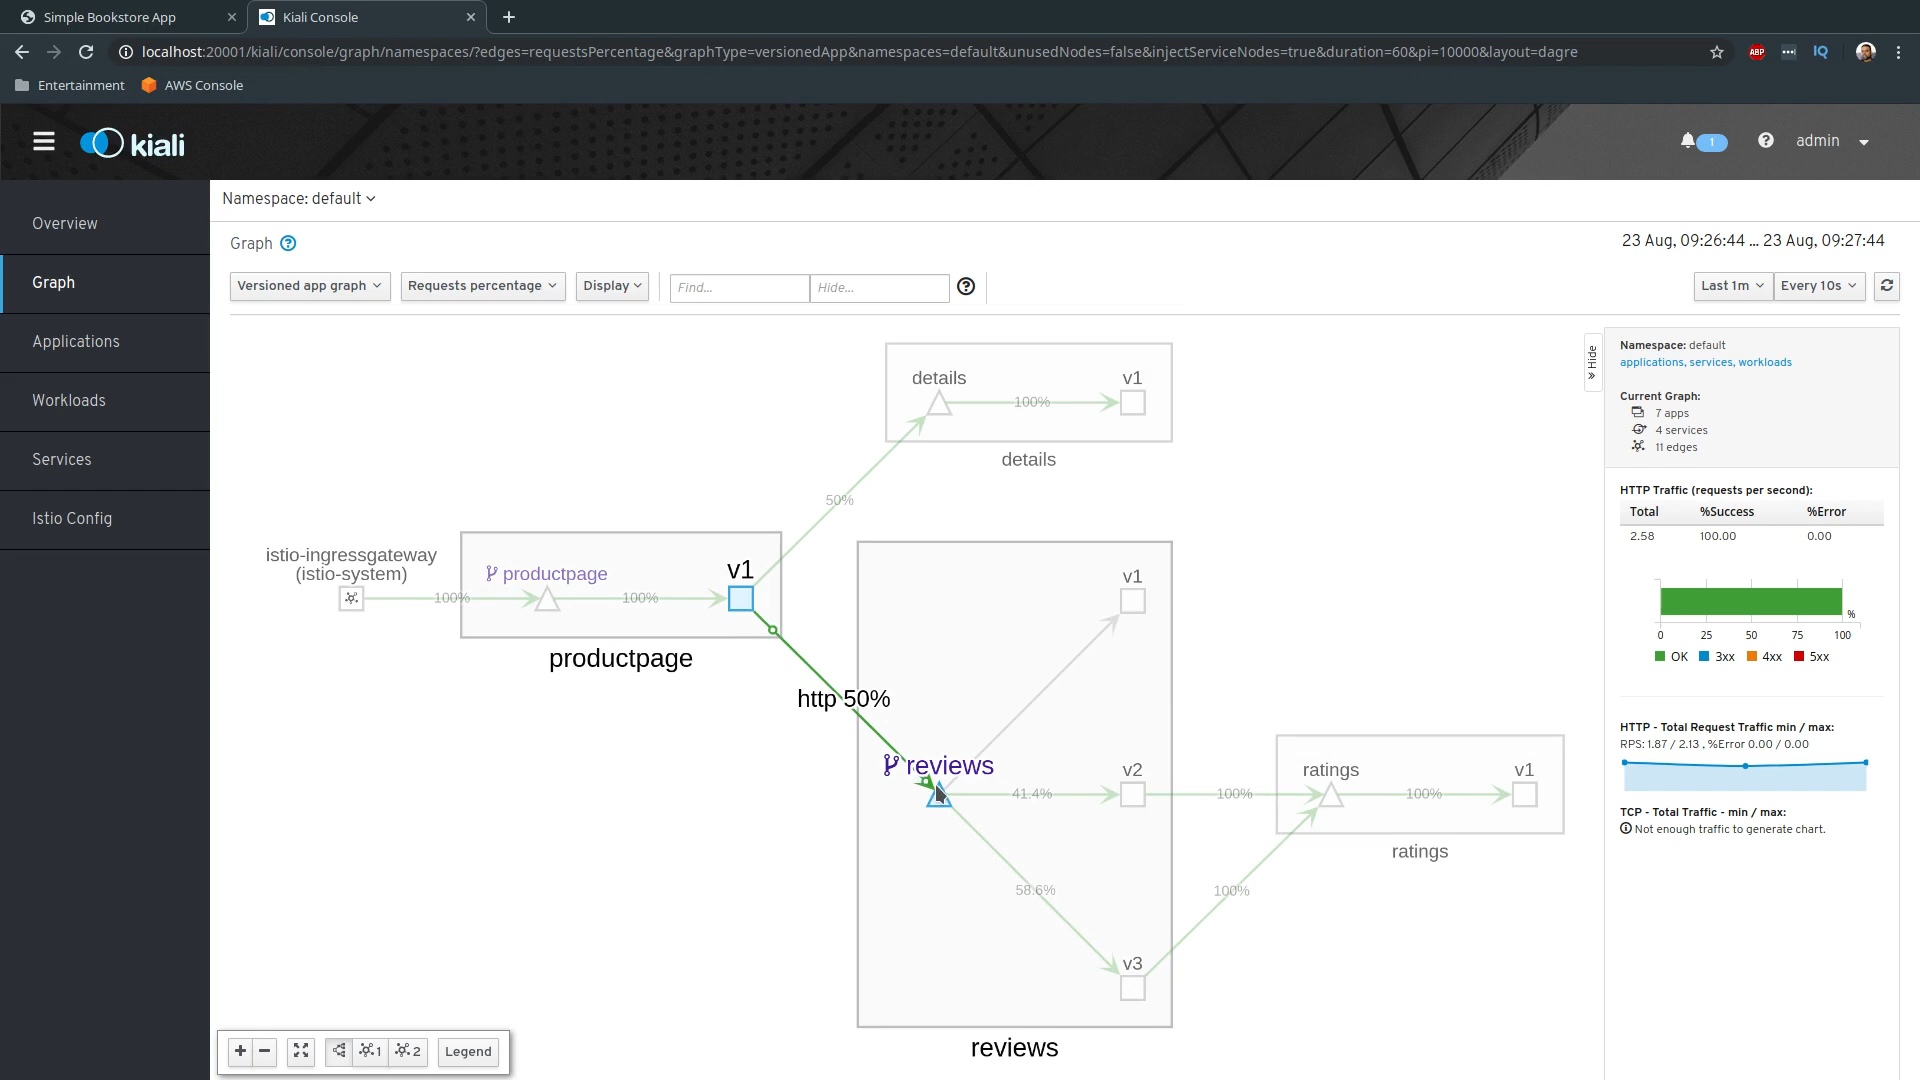 Simple Bookstore App
Kiali Console
localhost:20001/kiali/console/graph/namespaces/?edges=requestsPercentage&graphType=versionedApp&namespaces=default&unusedNodes=false&injectServiceNodes=true&duration=60&pi=10000&layout=dagre
ABP
IQ
Entertainment
AWS Console
kiali
1
admin
Overview
Graph
Applications
Workloads
Services
Istio Config
Namespace: default
Graph
23 Aug, 09:26:44 ... 23 Aug, 09:27:44
Versioned app graph
Requests percentage
Display
Find...
Hide...
Last 1m
Every 10s
details
v1
100%
details
50%
istio-ingressgateway
(istio-system)
100%
productpage
100%
v1
productpage
http 50%
v1
reviews
41.4%
v2
100%
58.6%
v3
reviews
ratings
100%
v1
ratings
100%
Legend
1
2
» Hide
Namespace: default
applications, services, workloads
Current Graph:
7 apps
4 services
11 edges
HTTP Traffic (requests per second):
Total %Success %Error
2.58 100.00 0.00
%
0 25 50 75 100
OK 3xx 4xx 5xx
HTTP - Total Request Traffic min / max:
RPS: 1.87 / 2.13 , %Error 0.00 / 0.00
TCP - Total Traffic - min / max:
Not enough traffic to generate chart.